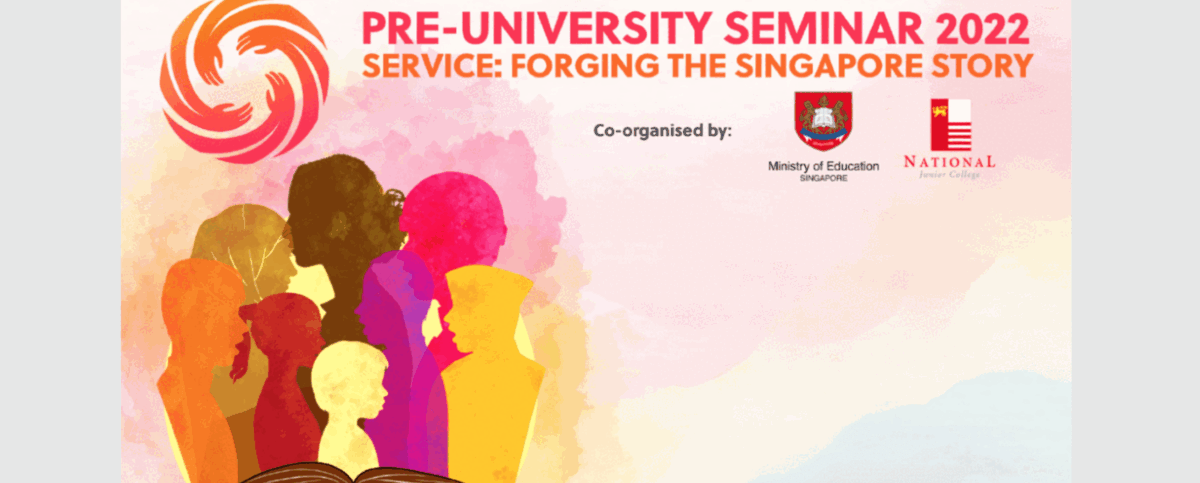 PRE-UNIVERSITY SEMINAR 2022
SERVICE: FORGING THE SINGAPORE STORY
Co-organised by:
Ministry of Education
SINGAPORE
NATIONAL
Junior College